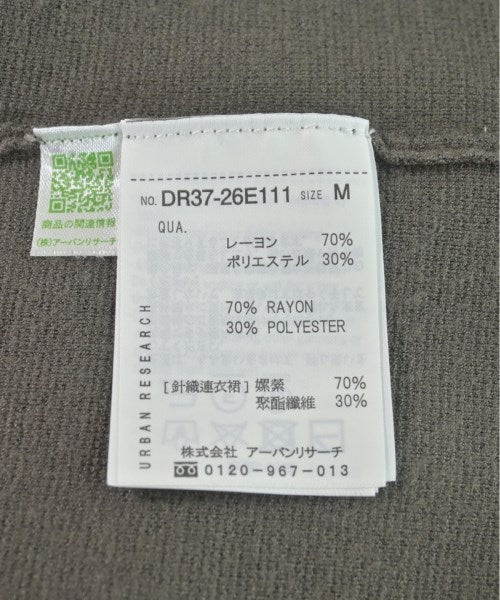 商品の関連情報
(株)アーバンリサーチ
NO. DR37-26E111 SIZE M
QUA.
レーヨン 70%
ポリエステル 30%
70% RAYON
30% POLYESTER
[針織連衣裙] 嫘縈 70%
聚酯纖維 30%
URBAN RESEARCH
株式会社 アーバンリサーチ
0120-967-013